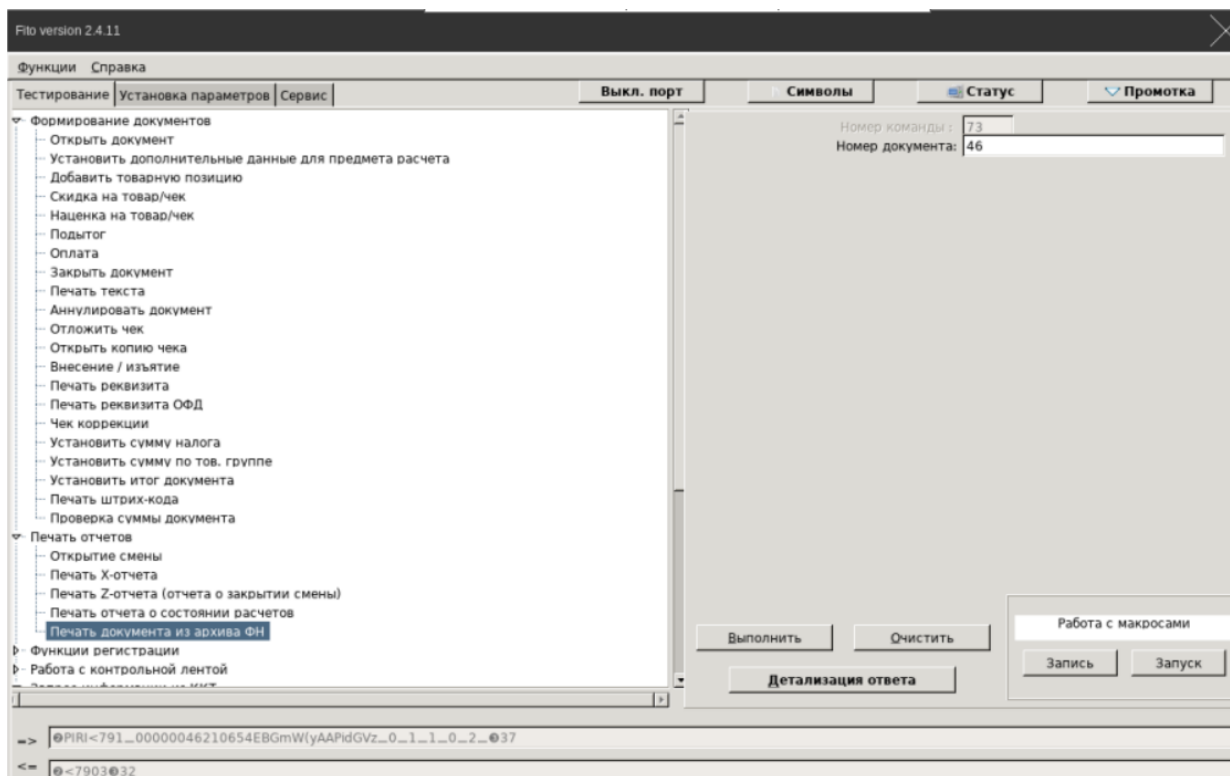 Fito version 2.4.11
Функции Справка
Тестирование Установка параметров Сервис
Выкл. порт Символы Статус Промотка
Формирование документов
Открыть документ
Установить дополнительные данные для предмета расчета
Добавить товарную позицию
Скидка на товар/чек
Наценка на товар/чек
Подытог
Оплата
Закрыть документ
Печать текста
Аннулировать документ
Отложить чек
Открыть копию чека
Внесение / изъятие
Печать реквизита
Печать реквизита ОФД
Чек коррекции
Установить сумму налога
Установить сумму по тов. группе
Установить итог документа
Печать штрих-кода
Проверка суммы документа
Печать отчетов
Открытие смены
Печать X-отчета
Печать Z-отчета (отчета о закрытии смены)
Печать отчета о состоянии расчетов
Печать документа из архива ФН
Функции регистрации
Работа с контрольной лентой
Номер команды : 73
Номер документа: 46
Выполнить Очистить
Детализация ответа
Работа с макросами
Запись Запуск
=> ❷PIRI<791_00000046210654EBGmW(yAAPidGVz_0_1_1_0_2_❸37
<= ❷<7903❸32